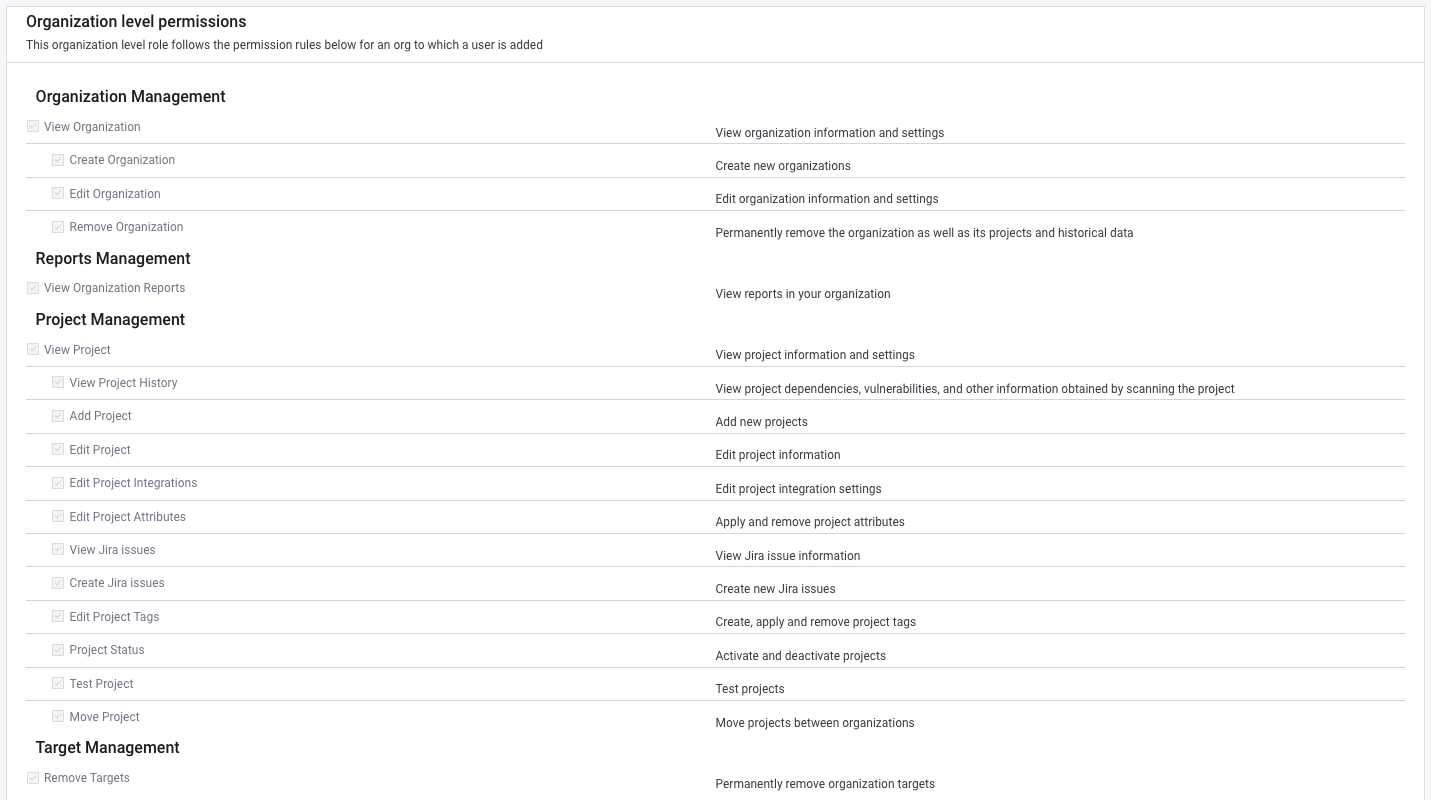 Organization level permissions
This organization level role follows the permission rules below for an org to which a user is added
Organization Management
View Organization
View organization information and settings
Create Organization
Create new organizations
Edit Organization
Edit organization information and settings
Remove Organization
Permanently remove the organization as well as its projects and historical data
Reports Management
View Organization Reports
View reports in your organization
Project Management
View Project
View project information and settings
View Project History
View project dependencies, vulnerabilities, and other information obtained by scanning the project
Add Project
Add new projects
Edit Project
Edit project information
Edit Project Integrations
Edit project integration settings
Edit Project Attributes
Apply and remove project attributes
View Jira issues
View Jira issue information
Create Jira issues
Create new Jira issues
Edit Project Tags
Create, apply and remove project tags
Project Status
Activate and deactivate projects
Test Project
Test projects
Move Project
Move projects between organizations
Target Management
Remove Targets
Permanently remove organization targets